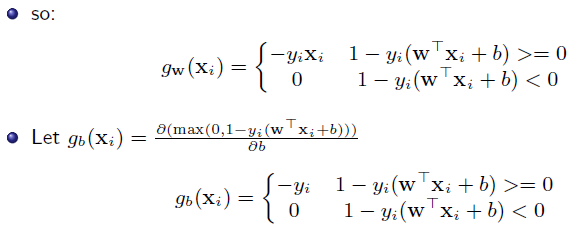 • so:
g_w(x_i) = { −y_i x_i   1 − y_i(w^⊤x_i + b) >= 0
0   1 − y_i(w^⊤x_i + b) < 0
• Let g_b(x_i) = ∂(max(0,1−y_i(w^⊤x_i+b)))/∂b
g_b(x_i) = { −y_i   1 − y_i(w^⊤x_i + b) >= 0
0   1 − y_i(w^⊤x_i + b) < 0